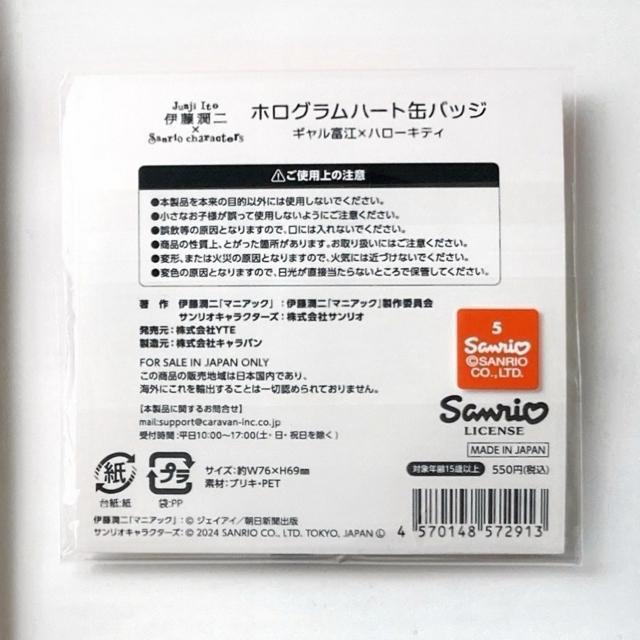 Junji Ito
伊藤潤二
×
Sanrio characters
ホログラムハート缶バッジ
ギャル富江×ハローキティ
⚠ご使用上の注意
●本製品を本来の目的以外には使用しないでください。
●小さなお子様が誤って使用しないようにご注意ください。
●誤飲等の原因となりますので、口には入れないでください。
●商品の性質上、とがった箇所があります。お取り扱いにはご注意ください。
●変形、または火災の原因となりますので、火気には近づけないでください。
●変色の原因となりますので、日光が直接当たらないところで保管してください。
著 作 伊藤潤二『マニアック』:伊藤潤二『マニアック』製作委員会
サンリオキャラクターズ:株式会社サンリオ
発売元:株式会社YTE
製造元:株式会社キャラバン
FOR SALE IN JAPAN ONLY
この商品の販売地域は日本国内であり、
海外にこれを輸出することは一切認められておりません。
【本製品に関するお問合せ】
mail:support@caravan-inc.co.jp
受付時間:平日10:00〜17:00(土・日・祝日を除く)
5
Sanrio
©SANRIO
CO., LTD.
Sanrio
LICENSE
MADE IN JAPAN
紙
台紙:紙
プラ
袋:PP
サイズ:約W76×H69㎜
素材:ブリキ・PET
対象年齢15歳以上
550円(税込)
伊藤潤二『マニアック』:© ジェイアイ/朝日新聞出版
サンリオキャラクターズ:© 2024 SANRIO CO., LTD. TOKYO, JAPAN Ⓛ
4 570148 572913